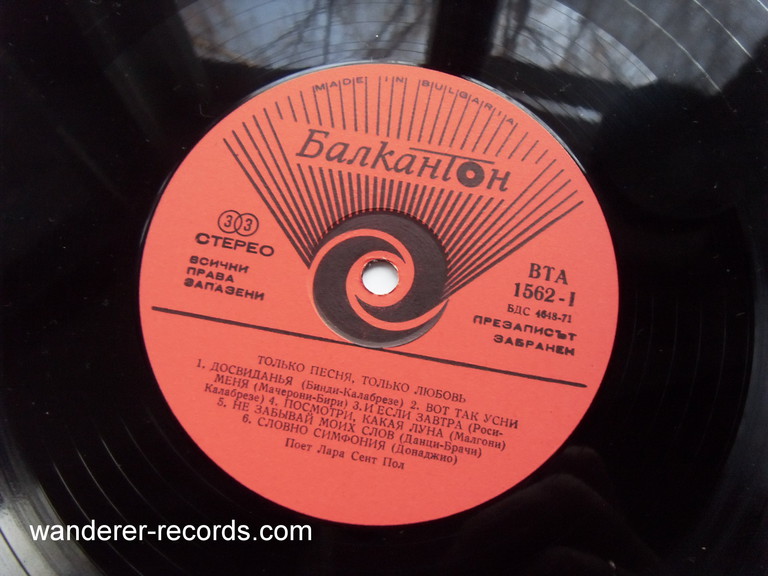 MADE IN BULGARIA
Балкантон
33
СТЕРЕО
ВСИЧКИ
ПРАВА
ЗАПАЗЕНИ
ВТА
1562-I
БДС 4648-71
ПРЕЗАПИСЪТ
ЗАБРАНЕН
ТОЛЬКО ПЕСНЯ, ТОЛЬКО ЛЮБОВЬ
1. ДОСВИДАНЬЯ (Бинди-Калабрезе) 2. ВОТ ТАК УСНИ
МЕНЯ (Мачерони-Бири) 3. И ЕСЛИ ЗАВТРА (Роси-
Калабрезе) 4. ПОСМОТРИ, КАКАЯ ЛУНА (Малгони)
5. НЕ ЗАБЫВАЙ МОИХ СЛОВ (Данци-Брачи)
6. СЛОВНО СИМФОНИЯ (Донаджио)
Поет Лара Сент Пол
wanderer-records.com